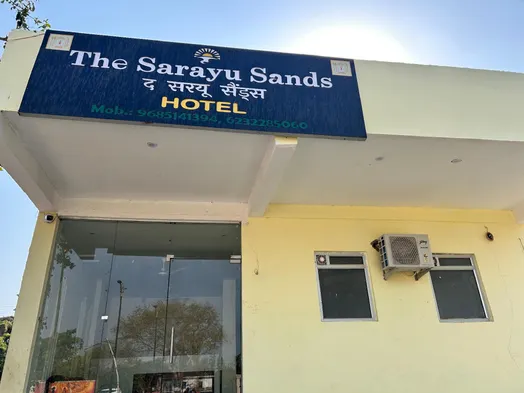 The Sarayu Sands
द सरयू सैंड्स
HOTEL
Mob.: 9685141394, 6232285060